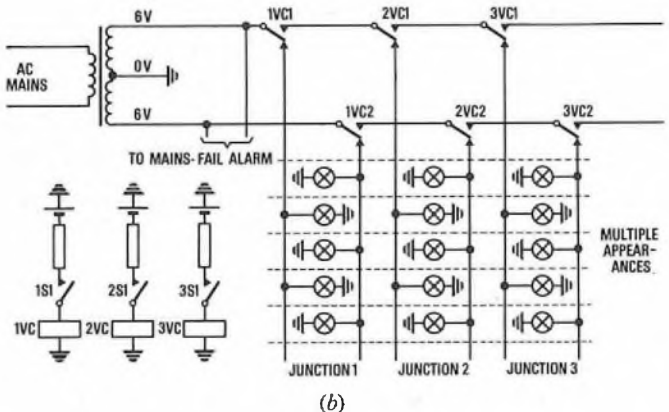 6V
1VC1
2VC1
3VC1
AC
MAINS
0V
6V
1VC2
2VC2
3VC2
TO MAINS-FAIL ALARM
MULTIPLE
APPEAR-
ANCES
1S1
2S1
3S1
1VC
2VC
3VC
JUNCTION 1
JUNCTION 2
JUNCTION 3
(b)